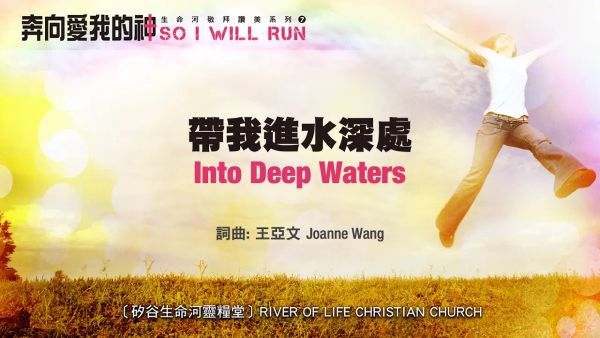 生命河敬拜讚美系列7
奔向愛我的神 SO I WILL RUN
帶我進水深處
Into Deep Waters
詞曲: 王亞文 Joanne Wang
〔矽谷生命河靈糧堂〕RIVER OF LIFE CHRISTIAN CHURCH